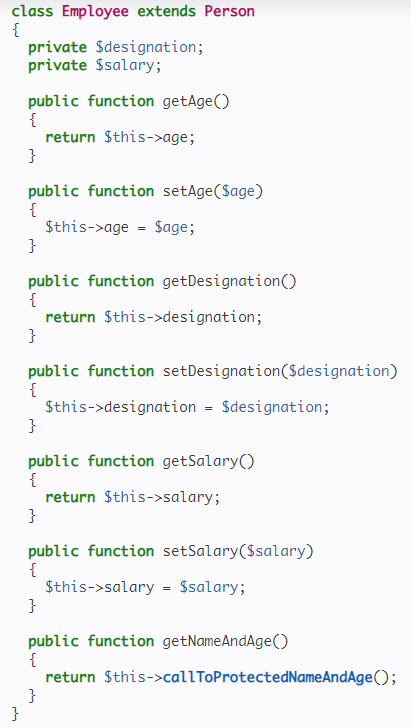 class Employee extends Person
{
  private $designation;
  private $salary;

  public function getAge()
  {
    return $this->age;
  }

  public function setAge($age)
  {
    $this->age = $age;
  }

  public function getDesignation()
  {
    return $this->designation;
  }

  public function setDesignation($designation)
  {
    $this->designation = $designation;
  }

  public function getSalary()
  {
    return $this->salary;
  }

  public function setSalary($salary)
  {
    $this->salary = $salary;
  }

  public function getNameAndAge()
  {
    return $this->callToProtectedNameAndAge();
  }
}